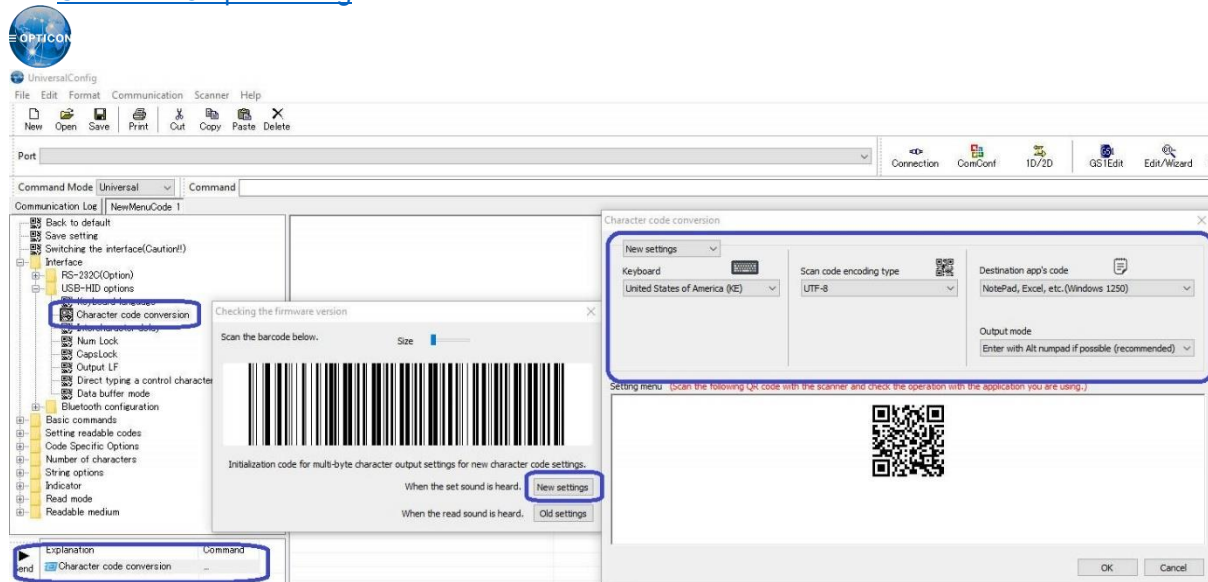 OPTICON
UniversalConfig
File Edit Format Communication Scanner Help
New Open Save Print Cut Copy Paste Delete
Port
Connection ComConf 1D/2D GS1Edit Edit/Wizard
Command Mode Universal Command
Communication Log NewMenuCode 1
Back to default
Save setting
Switching the interface(Caution!!)
Interface
RS-232C(Option)
USB-HID options
Keyboard language
Character code conversion
Intercharacter delay
Num Lock
CapsLock
Output LF
Direct typing a control character
Data buffer mode
Bluetooth configuration
Basic commands
Setting readable codes
Code Specific Options
Number of characters
String options
Indicator
Read mode
Readable medium
Explanation Command
Send Character code conversion ..
Checking the firmware version
Scan the barcode below. Size
Initialization code for multi-byte character output settings for new character code settings.
When the set sound is heard. New settings
When the read sound is heard. Old settings
Character code conversion
New settings
Keyboard Scan code encoding type Destination app's code
United States of America (KE) UTF-8 NotePad, Excel, etc.(Windows 1250)
Output mode
Enter with Alt numpad if possible (recommended)
Setting menu (Scan the following QR code with the scanner and check the operation with the application you are using.)
OK Cancel